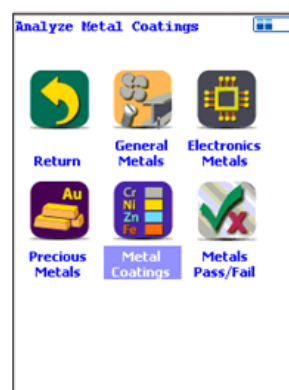 Analyze Metal Coatings
Return
General
Metals
Electronics
Metals
Au
Cr
Ni
Zn
Fe
Precious
Metals
Metal
Coatings
Metals
Pass/Fail